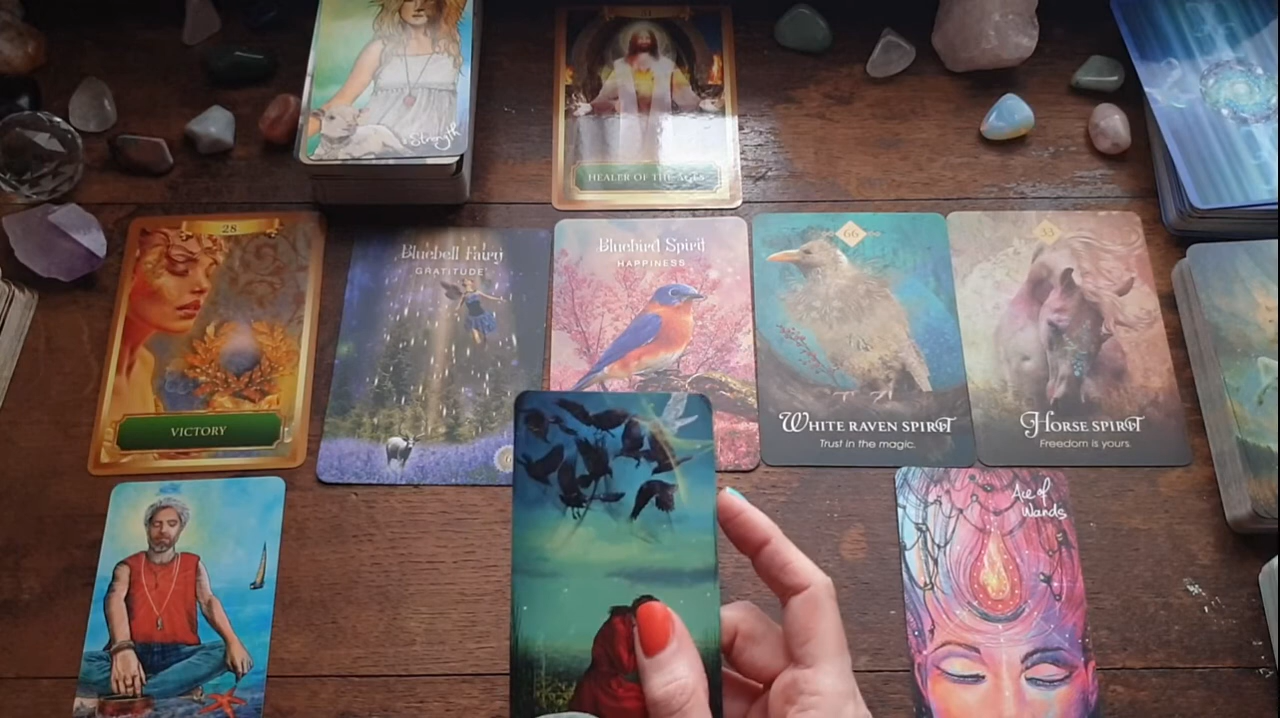 Strength
HEALER OF THE AGES
28
VICTORY
Bluebell Fairy
GRATITUDE
Bluebird Spirit
HAPPINESS
66
WHITE RAVEN SPIRIT
Trust in the magic.
33
HORSE SPIRIT
Freedom is yours.
Ace of
Wands